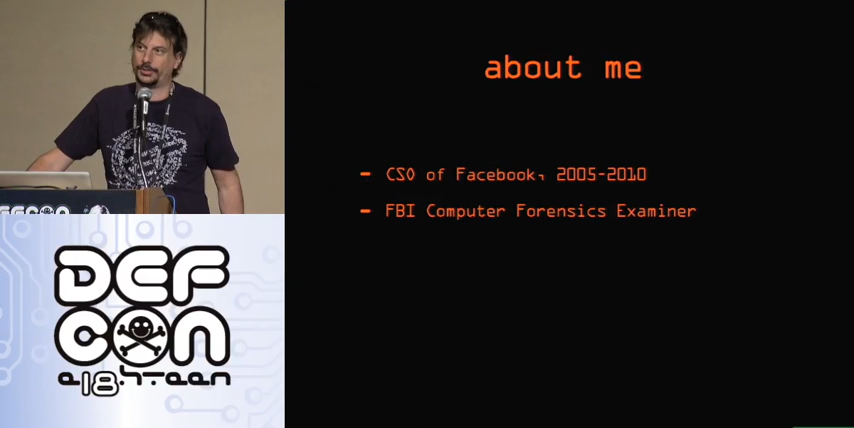 about me
- CSO of Facebook, 2005-2010
- FBI Computer Forensics Examiner
DEF
CON
e18hteen